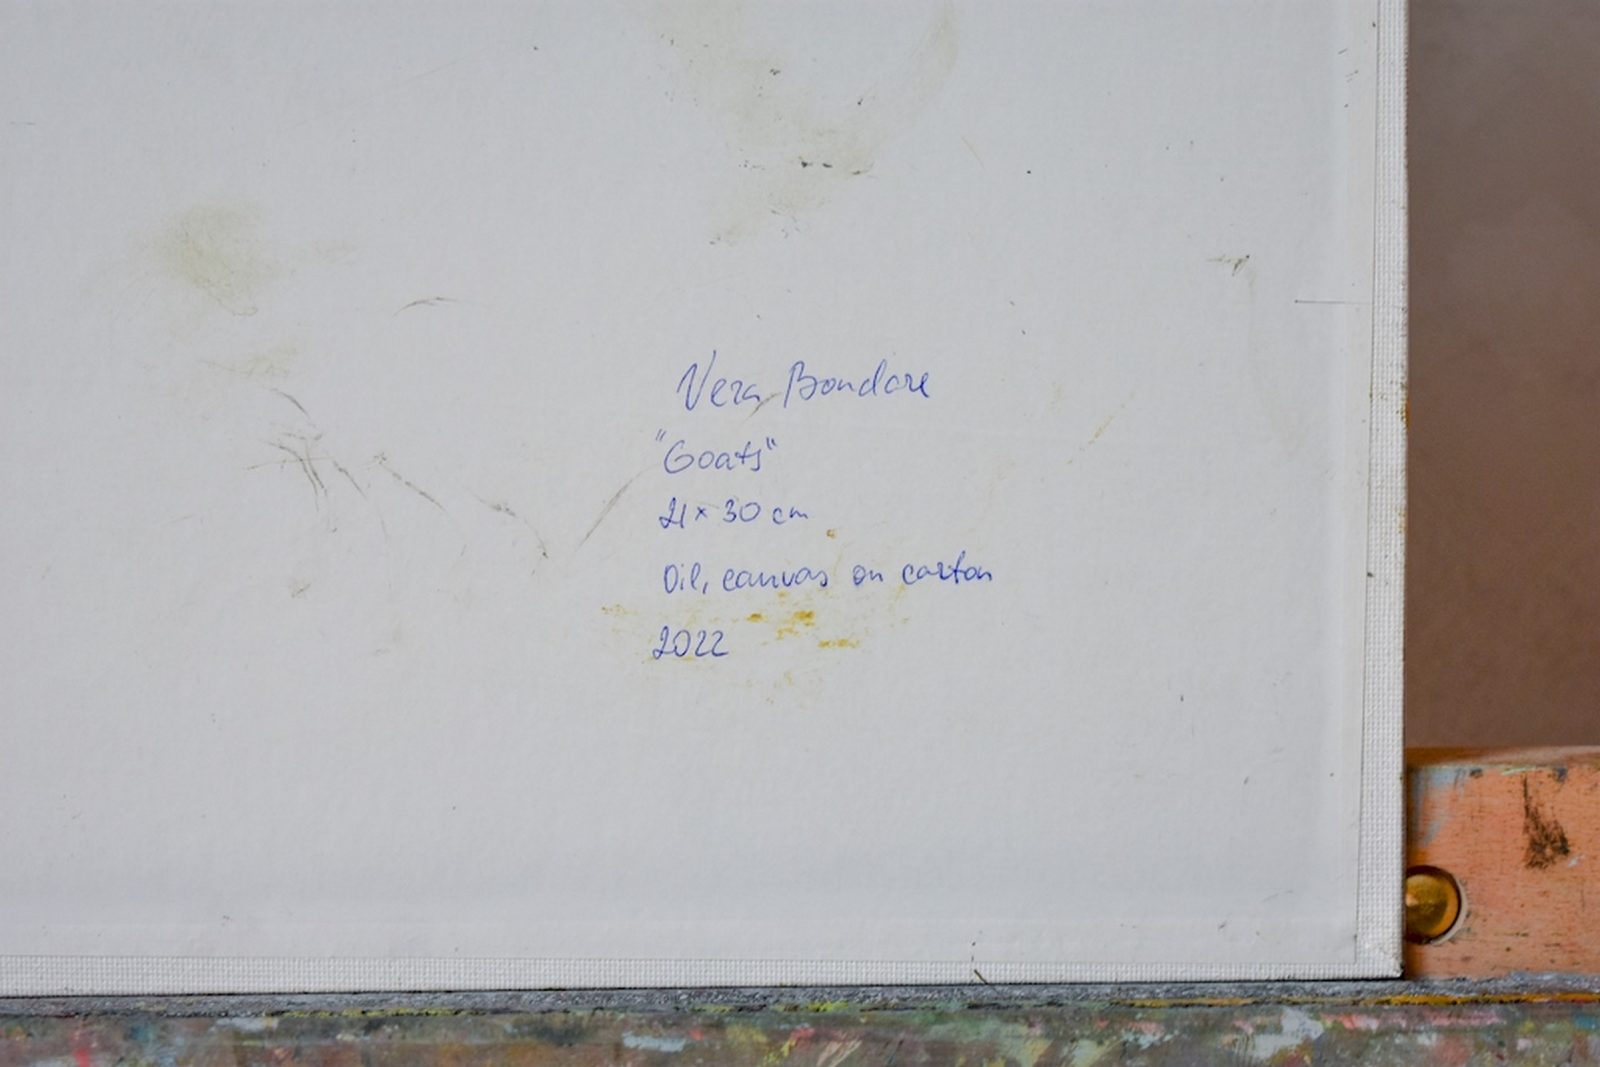 Vera Bondare
"Goats"
21 × 30 cm
Oil, canvas on carton
2022